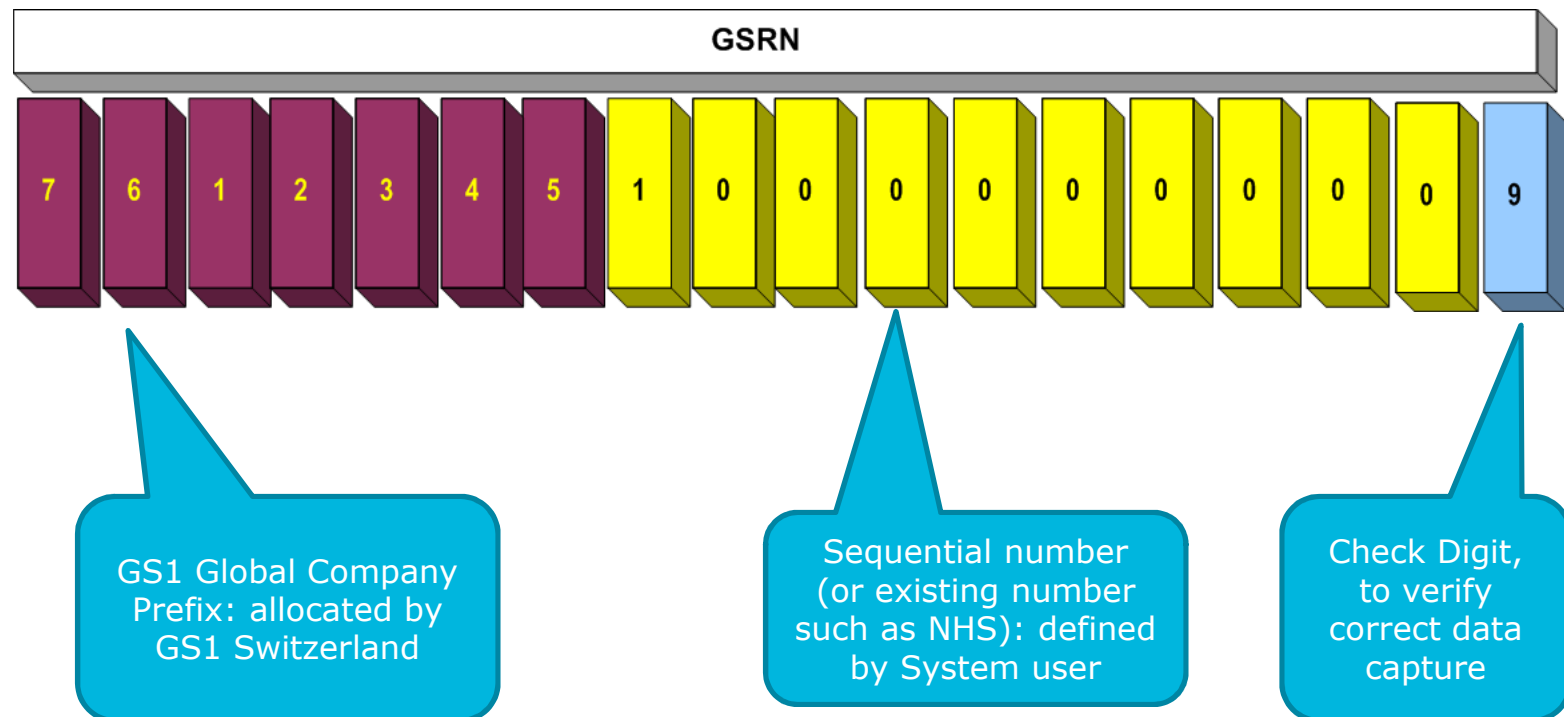 GSRN
7 6 1 2 3 4 5 1 0 0 0 0 0 0 0 0 0 9
GS1 Global Company
Prefix: allocated by
GS1 Switzerland
Sequential number
(or existing number
such as NHS): defined
by System user
Check Digit,
to verify
correct data
capture